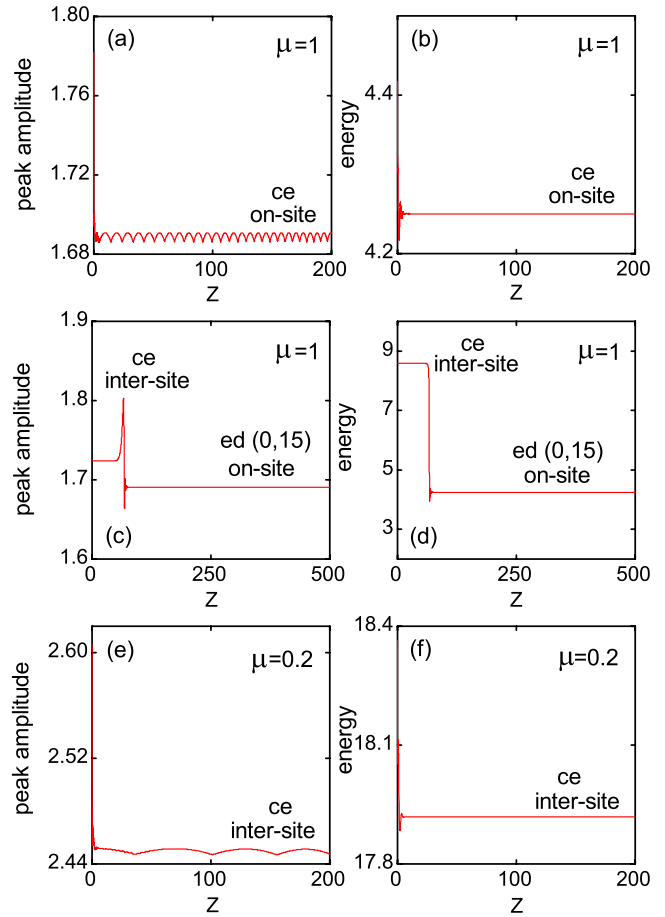 1.80
(a)
μ=1
peak amplitude
1.76
1.72
ce
on-site
1.68
0
100
200
Z
(b)
μ=1
energy
4.4
ce
on-site
4.2
0
100
200
Z
1.9
μ=1
ce
inter-site
peak amplitude
1.8
ed (0,15)
on-site
1.7
(c)
1.6
0
250
500
Z
9
ce
inter-site
μ=1
energy
7
5
ed (0,15)
on-site
3
(d)
0
250
500
Z
2.60
(e)
μ=0.2
peak amplitude
2.52
ce
inter-site
2.44
0
100
200
Z
18.4
(f)
μ=0.2
energy
18.1
ce
inter-site
17.8
0
100
200
Z